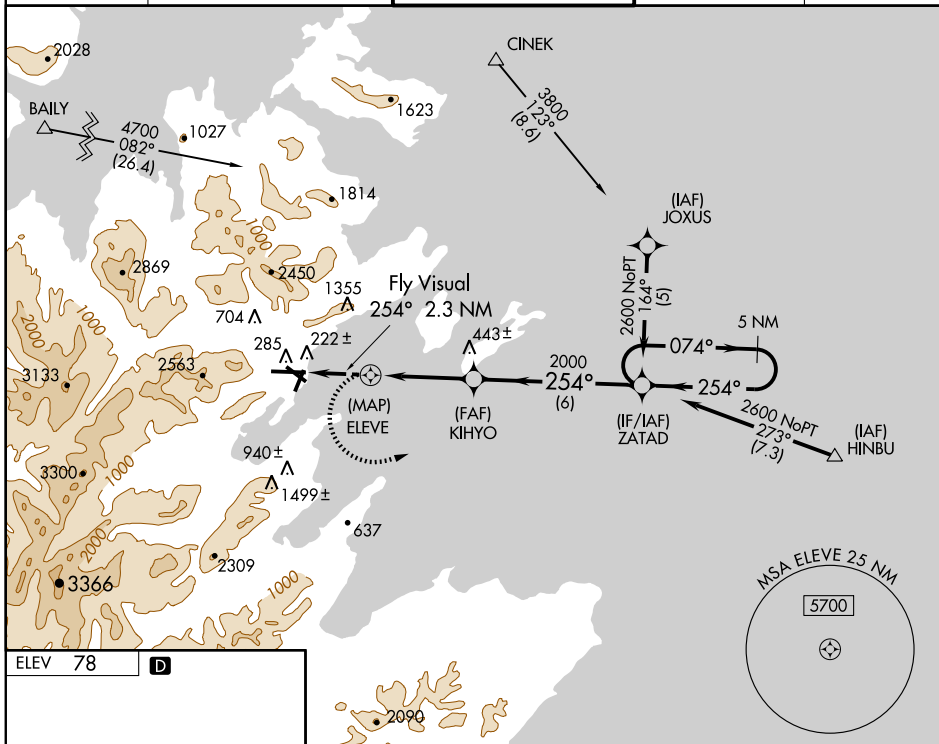 2028
CINEK
BAILY
4700
082°
(26.4)
1027
1623
3800
123°
(8.6)
1814
(IAF)
JOXUS
1000
2869
2450
Fly Visual
254° 2.3 NM
2600 NoPT
164°
(5)
5 NM
1355
704
2000
1000
285
222±
443±
074°
3133
2563
2000
254°
(6)
254°
(MAP)
ELEVE
(FAF)
KIHYO
(IF/IAF)
ZATAD
2600 NoPT
273°
(7.3)
(IAF)
HINBU
3300
1000
940±
1499±
637
2000
2309
3366
1000
MSA ELEVE 25 NM
5700
ELEV 78
D
2090